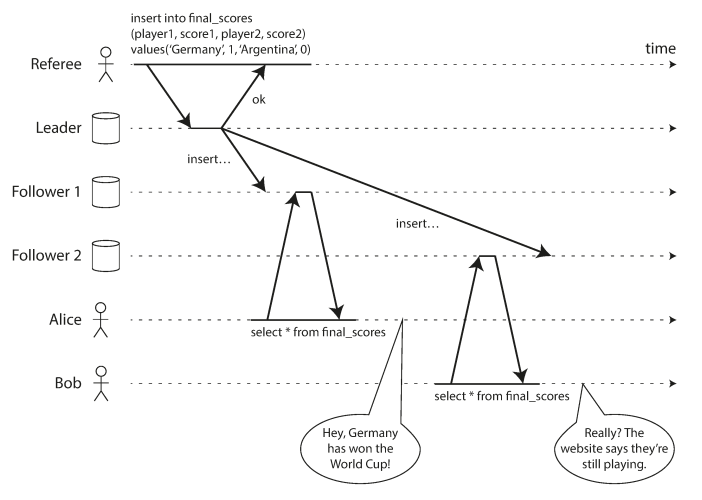 insert into final_scores
(player1, score1, player2, score2)
values(‘Germany’, 1, ‘Argentina’, 0)
time
Referee
ok
Leader
insert…
Follower 1
insert…
Follower 2
Alice
select * from final_scores
Bob
select * from final_scores
Hey, Germany
has won the
World Cup!
Really? The
website says they’re
still playing.